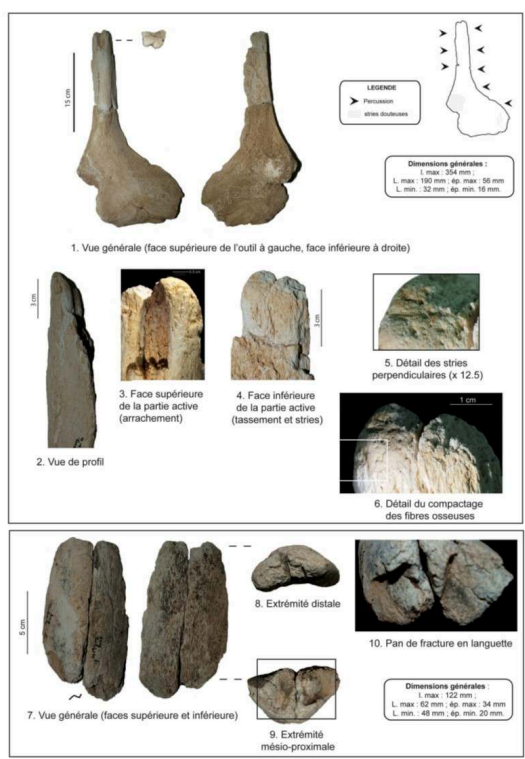 15 cm
LEGENDE
Percussion
stries douteuses
Dimensions générales :
l. max : 354 mm ;
L. max : 190 mm ; ép. max : 56 mm
L. min. : 32 mm ; ép. min. 16 mm.
1. Vue générale (face supérieure de l'outil à gauche, face inférieure à droite)
3 cm
2. Vue de profil
3. Face supérieure
de la partie active
(arrachement)
3 cm
4. Face inférieure
de la partie active
(tassement et stries)
5. Détail des stries
perpendiculaires (x 12.5)
1 cm
6. Détail du compactage
des fibres osseuses
5 cm
7. Vue générale (faces supérieure et inférieure)
8. Extrémité distale
9. Extrémité
mésio-proximale
10. Pan de fracture en languette
Dimensions générales :
l. max : 122 mm ;
L. max : 62 mm ; ép. max : 34 mm
L. min. : 48 mm ; ép. min. 20 mm.